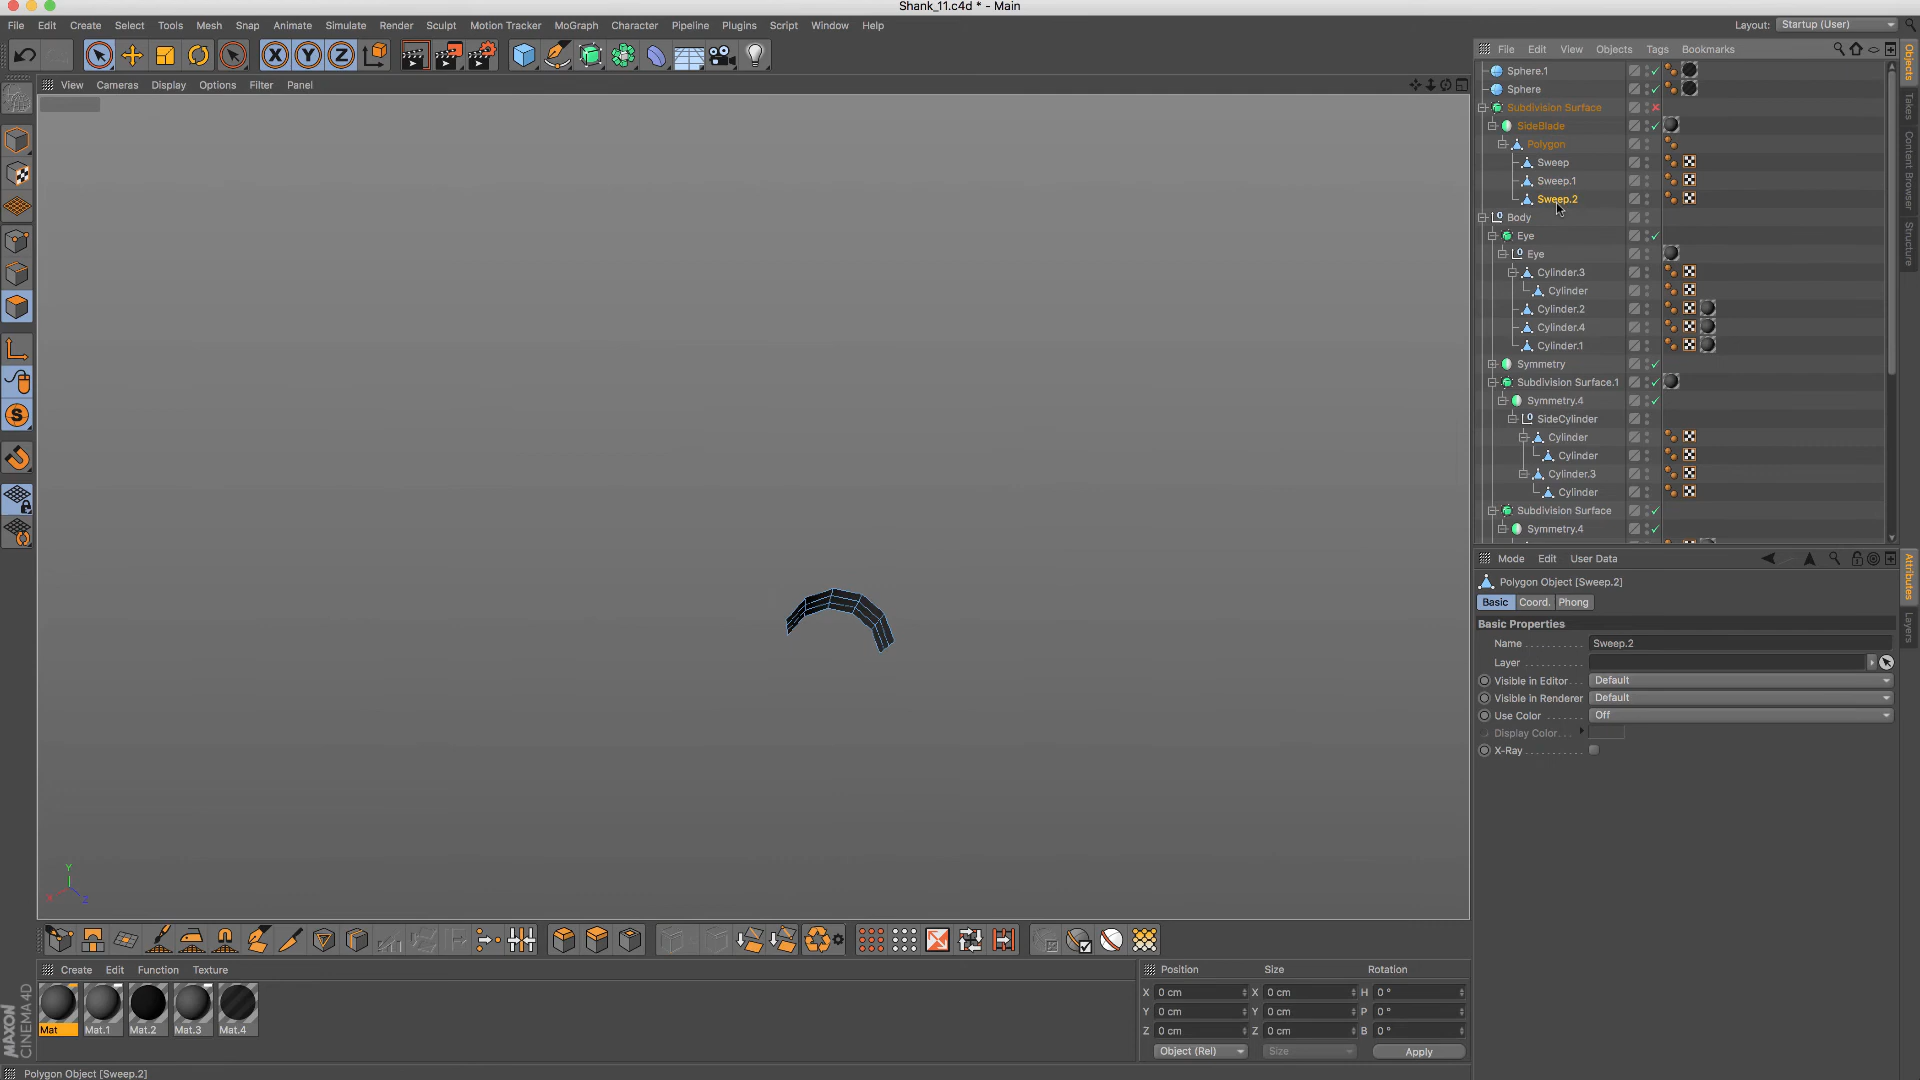 Shank_11.c4d * - Main
File Edit Create Select Tools Mesh Snap Animate Simulate Render Sculpt Motion Tracker MoGraph Character Pipeline Plugins Script Window Help Layout: Startup (User)
X Y Z
File Edit View Objects Tags Bookmarks
View Cameras Display Options Filter Panel
Sphere.1
Sphere
Subdivision Surface
SideBlade
Polygon
Sweep
Sweep.1
Sweep.2
Body
Eye
Eye
Cylinder.3
Cylinder
Cylinder.2
Cylinder.4
Cylinder.1
Symmetry
Subdivision Surface.1
Symmetry.4
SideCylinder
Cylinder
Cylinder
Cylinder.3
Cylinder
Subdivision Surface
Symmetry.4
Objects
Takes
Content Browser
Structure
Mode Edit User Data
Polygon Object [Sweep.2]
Basic Coord. Phong
Basic Properties
Name Sweep.2
Layer
Visible in Editor Default
Visible in Renderer Default
Use Color Off
Display Color
X-Ray
Attributes
Layers
Y
X Z
Create Edit Function Texture
Mat Mat.1 Mat.2 Mat.3 Mat.4
MAXON
CINEMA4D
Position Size Rotation
X 0 cm X 0 cm H 0 °
Y 0 cm Y 0 cm P 0 °
Z 0 cm Z 0 cm B 0 °
Object (Rel) Size Apply
Polygon Object [Sweep.2]